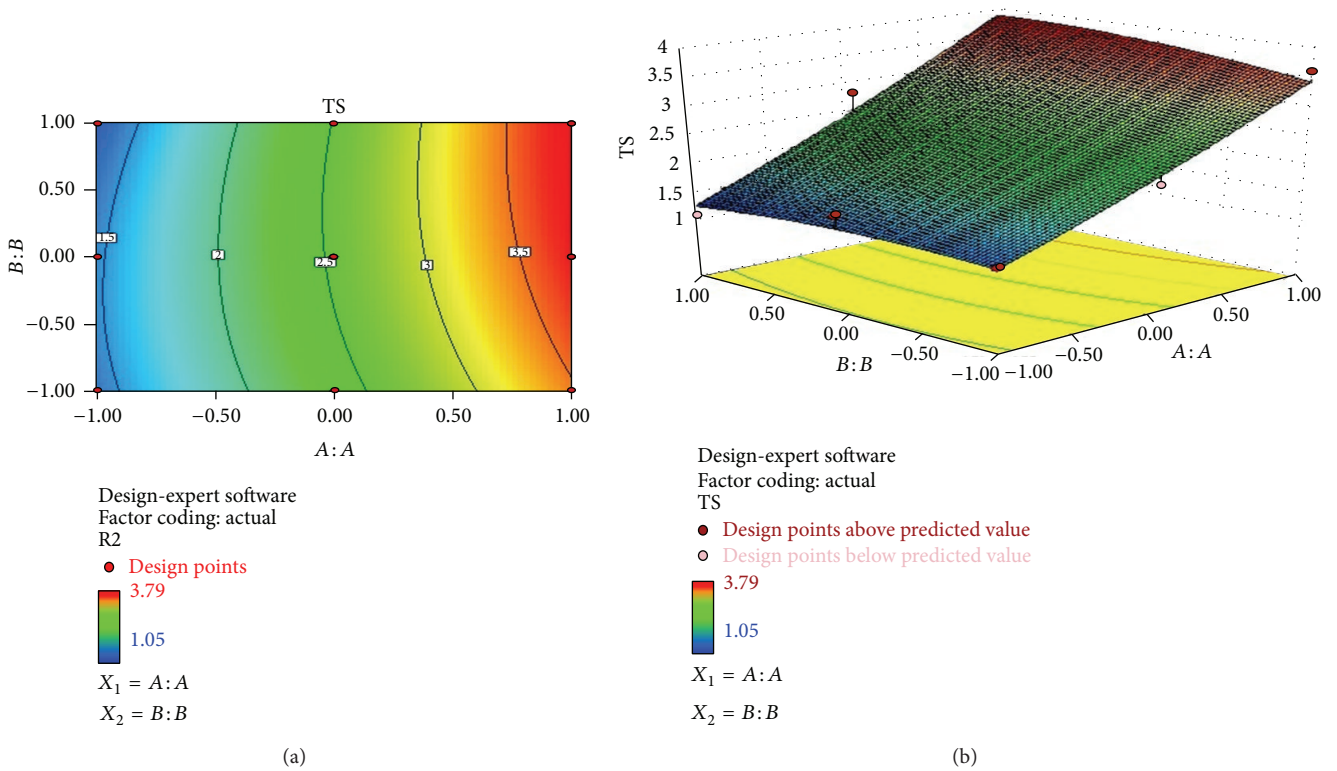 TS
1.00
0.50
0.00
−0.50
−1.00
B:B
1.5
2
2.5
3
3.5
−1.00
−0.50
0.00
0.50
1.00
A:A
Design-expert software
Factor coding: actual
R2
Design points
3.79
1.05
X1 = A:A
X2 = B:B
(a)
4
3.5
3
2.5
2
1.5
1
TS
1.00
0.50
0.00
−0.50
−1.00
B:B
−1.00
−0.50
0.00
0.50
1.00
A:A
Design-expert software
Factor coding: actual
TS
Design points above predicted value
Design points below predicted value
3.79
1.05
X1 = A:A
X2 = B:B
(b)